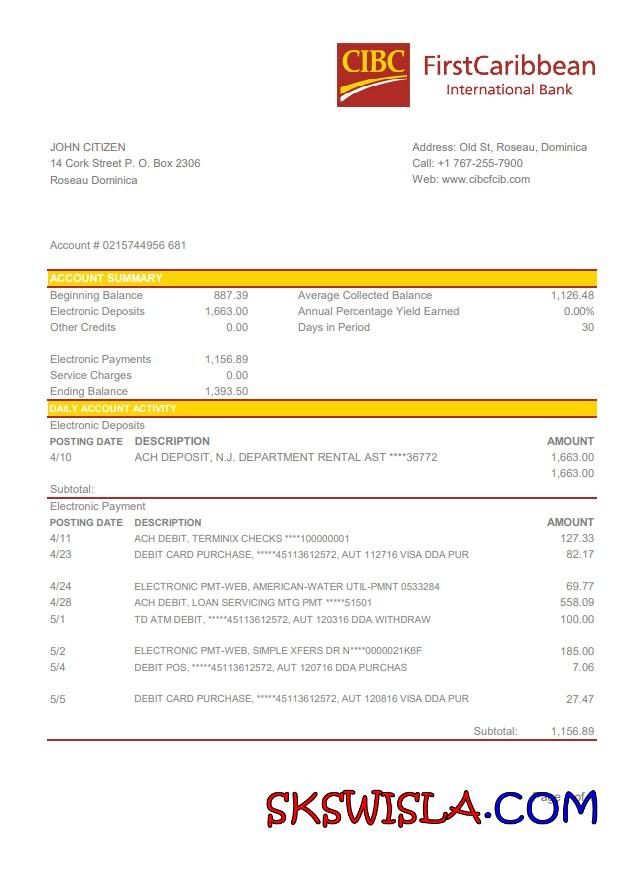 CIBC FirstCaribbean
International Bank
JOHN CITIZEN
14 Cork Street P. O. Box 2306
Roseau Dominica
Address: Old St, Roseau, Dominica
Call: +1 767-255-7900
Web: www.cibcfcib.com
Account # 0215744956 681
ACCOUNT SUMMARY
Beginning Balance 887.39 Average Collected Balance 1,126.48
Electronic Deposits 1,663.00 Annual Percentage Yield Earned 0.00%
Other Credits 0.00 Days in Period 30
Electronic Payments 1,156.89
Service Charges 0.00
Ending Balance 1,393.50
DAILY ACCOUNT ACTIVITY
Electronic Deposits
POSTING DATE DESCRIPTION AMOUNT
4/10 ACH DEPOSIT, N.J. DEPARTMENT RENTAL AST ****36772 1,663.00
1,663.00
Subtotal:
Electronic Payment
POSTING DATE DESCRIPTION AMOUNT
4/11 ACH DEBIT, TERMINIX CHECKS ****100000001 127.33
4/23 DEBIT CARD PURCHASE, *****45113612572, AUT 112716 VISA DDA PUR 82.17
4/24 ELECTRONIC PMT-WEB, AMERICAN-WATER UTIL-PMNT 0533284 69.77
4/28 ACH DEBIT, LOAN SERVICING MTG PMT *****51501 558.09
5/1 TD ATM DEBIT, *****45113612572, AUT 120316 DDA WITHDRAW 100.00
5/2 ELECTRONIC PMT-WEB, SIMPLE XFERS DR N****0000021K6F 185.00
5/4 DEBIT POS, *****45113612572, AUT 120716 DDA PURCHAS 7.06
5/5 DEBIT CARD PURCHASE, *****45113612572, AUT 120816 VISA DDA PUR 27.47
Subtotal: 1,156.89
SKSWISLA.COM